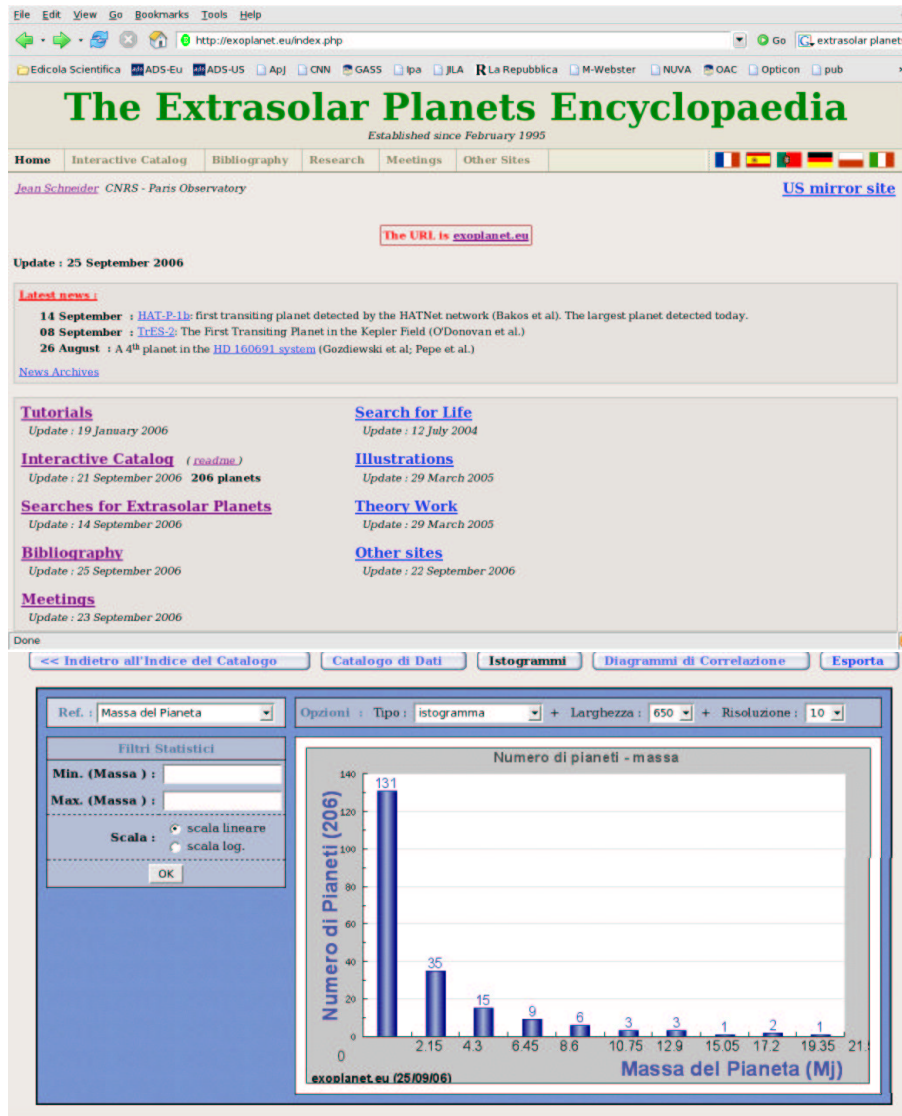 File Edit View Go Bookmarks Tools Help
http://exoplanet.eu/index.php Go extrasolar planet
Edicola Scientifica ADS-Eu ADS-US ApJ CNN GASS Ipa JILA La Repubblica M-Webster NUVA OAC Opticon pub
The Extrasolar Planets Encyclopaedia
Established since February 1995
Home Interactive Catalog Bibliography Research Meetings Other Sites
Jean Schneider CNRS - Paris Observatory US mirror site
The URL is exoplanet.eu
Update : 25 September 2006
Latest news :
14 September : HAT-P-1b: first transiting planet detected by the HATNet network (Bakos et al). The largest planet detected today.
08 September : TrES-2: The First Transiting Planet in the Kepler Field (O'Donovan et al.)
26 August : A 4th planet in the HD 160691 system (Gozdiewski et al; Pepe et al.)
News Archives
Tutorials Search for Life
Update : 19 January 2006 Update : 12 July 2004
Interactive Catalog ( readme ) Illustrations
Update : 21 September 2006 206 planets Update : 29 March 2005
Searches for Extrasolar Planets Theory Work
Update : 14 September 2006 Update : 29 March 2005
Bibliography Other sites
Update : 25 September 2006 Update : 22 September 2006
Meetings
Update : 23 September 2006
Done
<< Indietro all'Indice del Catalogo Catalogo di Dati Istogrammi Diagrammi di Correlazione Esporta
Ref. : Massa del Pianeta Opzioni : Tipo : istogramma + Larghezza : 650 + Risoluzione : 10
Filtri Statistici
Min. (Massa ) :
Max. (Massa ) :
Scala : scala lineare
scala log.
OK
Numero di pianeti - massa
Numero di Pianeti (206)
140
120
100
80
60
40
20
0
131 35 15 9 6 3 3 1 2 1
0 2.15 4.3 6.45 8.6 10.75 12.9 15.05 17.2 19.35 21.5
Massa del Pianeta (Mj)
exoplanet.eu (25/09/06)